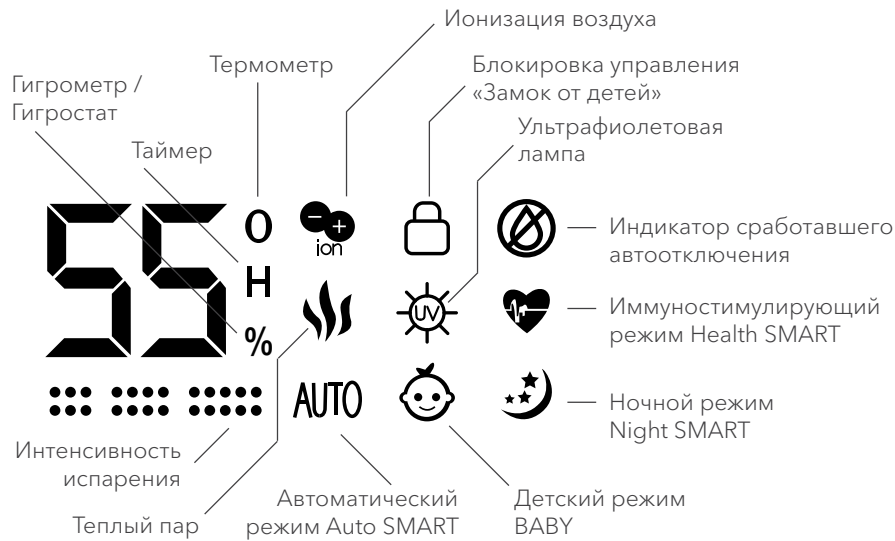 Ионизация воздуха
Термометр
Блокировка управления
«Замок от детей»
Гигрометр /
Гигростат
Ультрафиолетовая
лампа
Таймер
55
O
H
%
ion
UV
AUTO
Индикатор сработавшего
автоотключения
Иммуностимулирующий
режим Health SMART
Ночной режим
Night SMART
Интенсивность
испарения
Теплый пар
Автоматический
режим Auto SMART
Детский режим
BABY